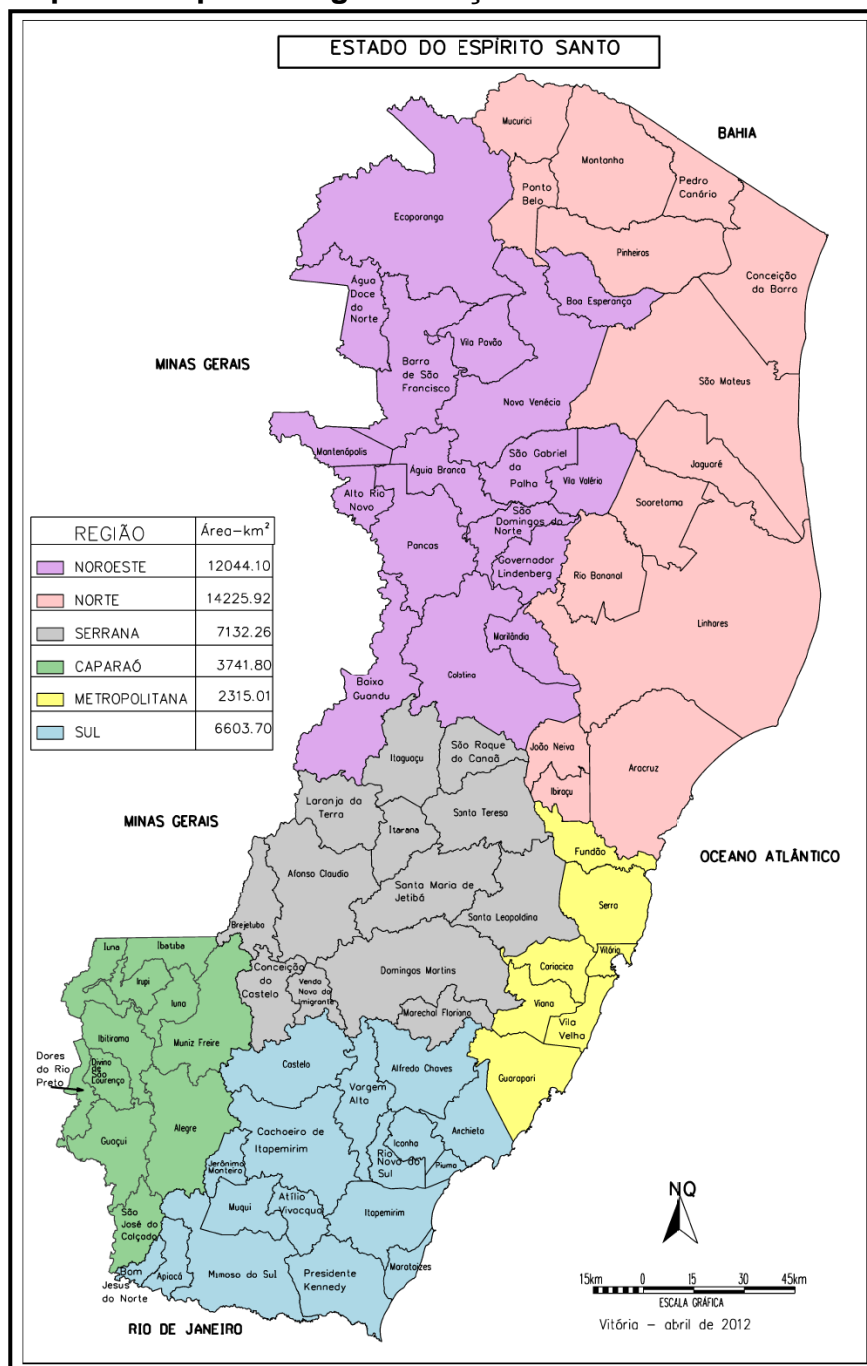 ESTADO DO ESPÍRITO SANTO
BAHIA
Mucurici
Montanha
Pedro
Canário
Ponto
Belo
Ecoporanga
Pinheiros
Conceição
da Barra
Água
Doce
do
Norte
Boa Esperança
Vila Pavão
MINAS GERAIS
Barra
de São
Francisco
São Mateus
Nova Venécia
Mantenópolis
São Gabriel
da
Palha
Águia Branca
Jaguaré
Vila Valério
Alto Rio
Novo
Sooretama
São
Domingos do
Norte
Pancas
Governador
Lindenberg
Rio Bananal
Linhares
Marilândia
Colatina
Baixo
Guandu
REGIÃO Área-km²
NOROESTE 12044.10
NORTE 14225.92
SERRANA 7132.26
CAPARAÓ 3741.80
METROPOLITANA 2315.01
SUL 6603.70
São Roque
do Canaã
João Neiva
Itaguaçu
Aracruz
Ibiraçu
Laranja da
Terra
Santa Teresa
MINAS GERAIS
Itarana
Fundão
OCEANO ATLÂNTICO
Afonso Claudio
Santa Maria de
Jetibá
Serra
Santa Leopoldina
Brejetuba
Iuna
Ibatuba
Vitória
Cariacica
Conceição
do
Castelo
Domingos Martins
Venda
Nova do
Imigrante
Irupi
Iuna
Viana
Marechal Floriano
Vila
Velha
Ibitirama
Muniz Freire
Dores
do Rio
Preto
Divino
de
São
Lourenço
Castelo
Alfredo Chaves
Guarapari
Vargem
Alta
Alegre
Guaçui
Cachoeiro de
Itapemirim
Anchieta
Iconha
Rio
Novo do
Sul
Piuma
Jerônimo
Monteiro
Muqui
Atílio
Vivacqua
Itapemirim
São
José do
Calçado
NQ
Bom
Jesus
do Norte
Apiacá
Mimoso do Sul
Presidente
Kennedy
Marataizes
15km 0 15 30 45km
ESCALA GRÁFICA
Vitória - abril de 2012
RIO DE JANEIRO